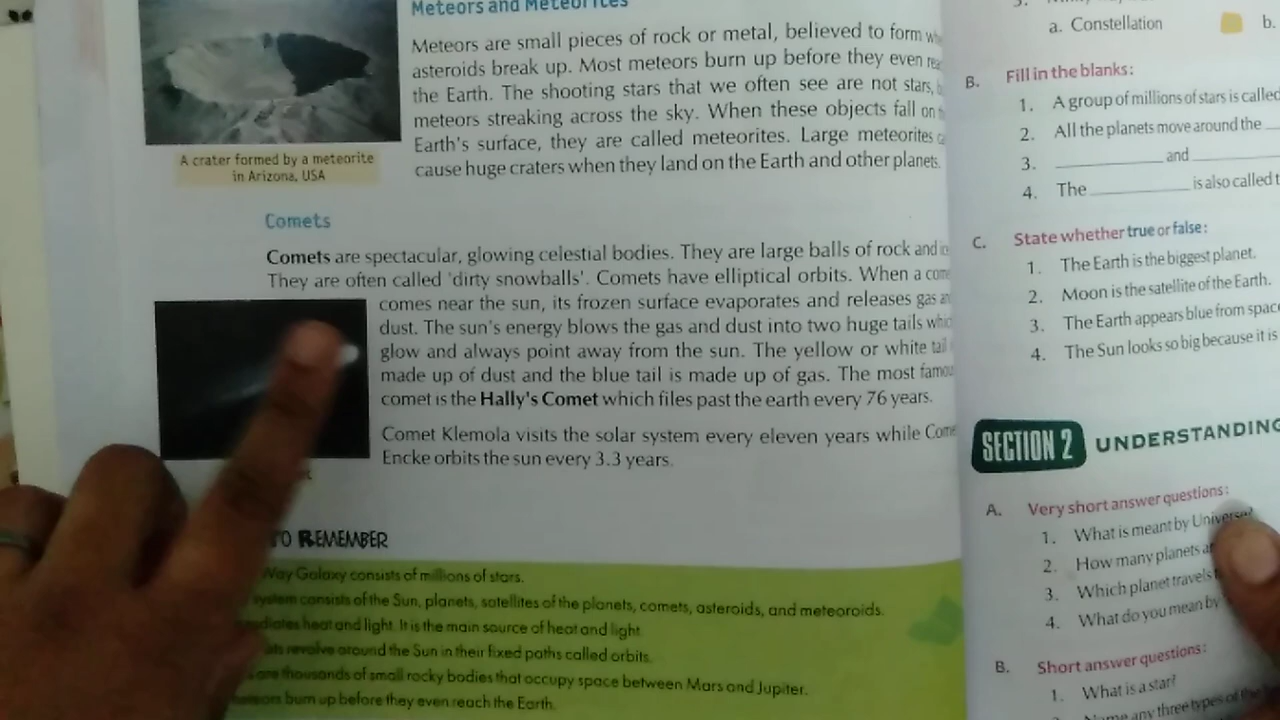 Meteors and Meteorites
Meteors are small pieces of rock or metal, believed to form
asteroids break up. Most meteors burn up before they even
the Earth. The shooting stars that we often see are not stars,
meteors streaking across the sky. When these objects fall on
Earth's surface, they are called meteorites. Large meteorites
cause huge craters when they land on the Earth and other planets.
A crater formed by a meteorite
in Arizona, USA
Comets
Comets are spectacular, glowing celestial bodies. They are large balls of rock and
They are often called 'dirty snowballs'. Comets have elliptical orbits. When a
comes near the sun, its frozen surface evaporates and releases gas
dust. The sun's energy blows the gas and dust into two huge tails
glow and always point away from the sun. The yellow or white tail
made up of dust and the blue tail is made up of gas. The most
comet is the Hally's Comet which files past the earth every 76 years.
Comet Klemola visits the solar system every eleven years while
Encke orbits the sun every 3.3 years.
TO REMEMBER
Way Galaxy consists of millions of stars.
system consists of the Sun, planets, satellites of the planets, comets, asteroids, and meteoroids.
heat and light. It is the main source of heat and light
revolve around the Sun in their fixed paths called orbits.
are thousands of small rocky bodies that occupy space between Mars and Jupiter.
burn up before they even reach the Earth.
a. Constellation b.
B. Fill in the blanks:
1. A group of millions of stars is called
2. All the planets move around the
3. ____ and ____
4. The ____ is also called
C. State whether true or false:
1. The Earth is the biggest planet.
2. Moon is the satellite of the Earth.
3. The Earth appears blue from
4. The Sun looks so big because it is
SECTION 2 UNDERSTANDING
A. Very short answer questions:
1. What is meant by
2. How many planets
3. Which planet travels
4. What do you mean by
B. Short answer questions:
1. What is a star?
any three types of the